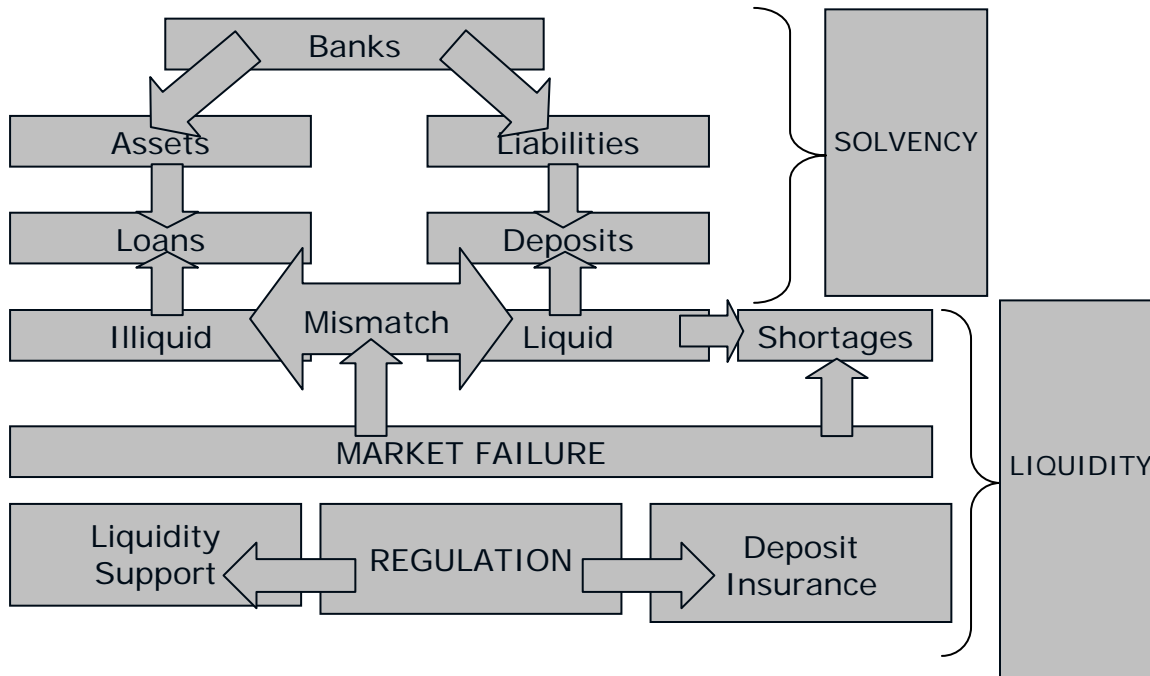 Banks
SOLVENCY
Assets
Liabilities
Loans
Deposits
Illiquid
Mismatch
Liquid
Shortages
MARKET FAILURE
LIQUIDITY
Liquidity
Support
REGULATION
Deposit
Insurance